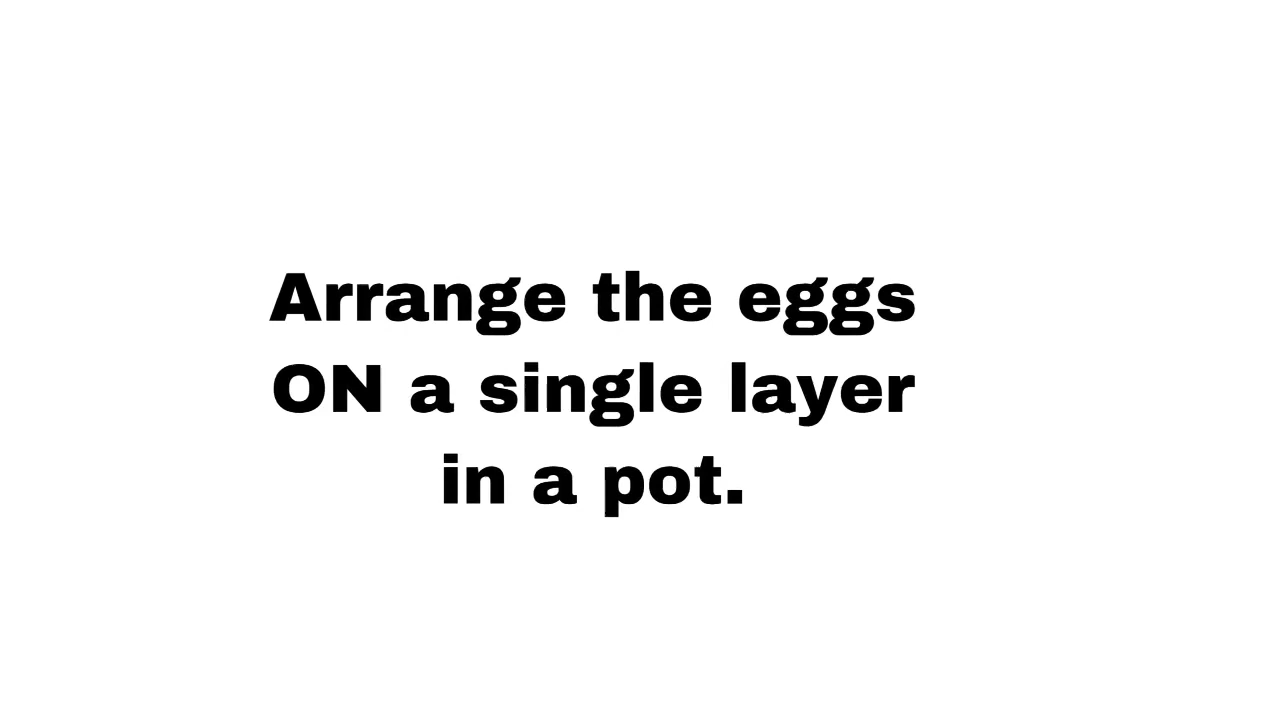 Arrange the eggs
ON a single layer
in a pot.